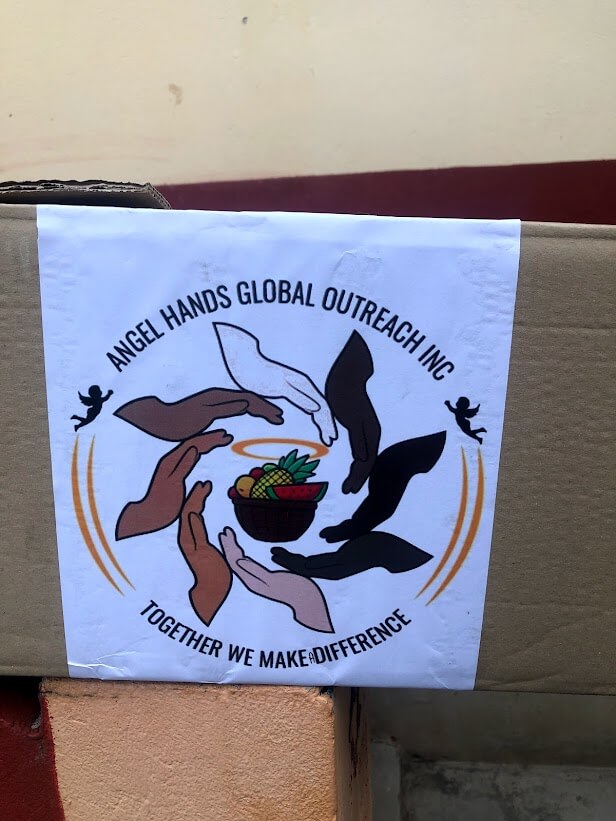 ANGEL HANDS GLOBAL OUTREACH INC
TOGETHER WE MAKE A DIFFERENCE